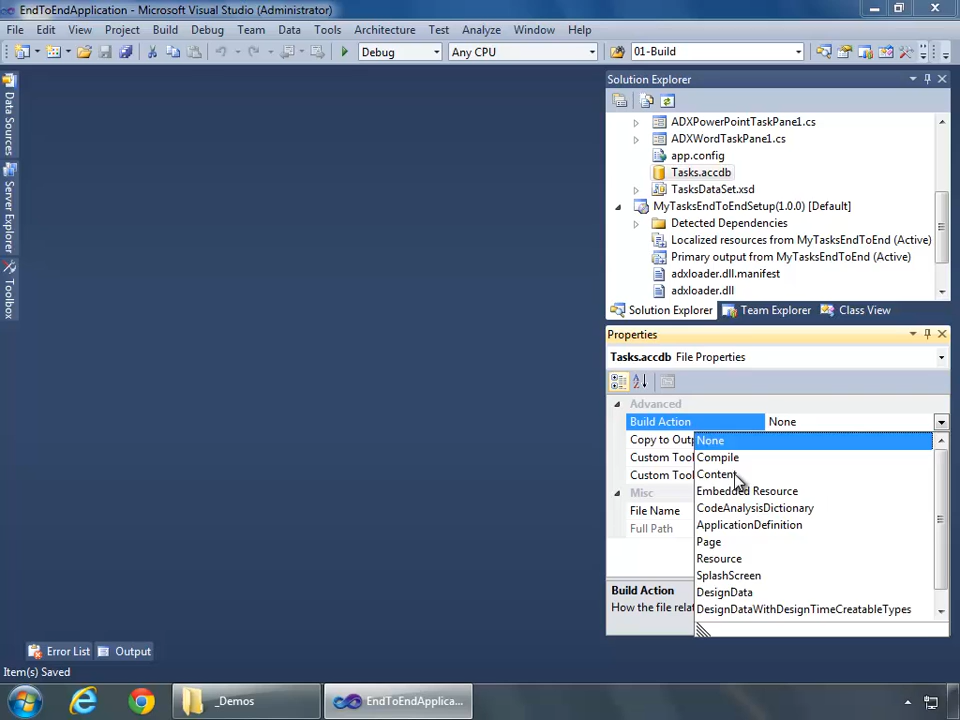 EndToEndApplication - Microsoft Visual Studio (Administrator)
File Edit View Project Build Debug Team Data Tools Architecture Test Analyze Window Help
Debug Any CPU 01-Build
Data Sources
Server Explorer
Toolbox
Solution Explorer
ADXPowerPointTaskPane1.cs
ADXWordTaskPane1.cs
app.config
Tasks.accdb
TasksDataSet.xsd
MyTasksEndToEndSetup(1.0.0) [Default]
Detected Dependencies
Localized resources from MyTasksEndToEnd (Active)
Primary output from MyTasksEndToEnd (Active)
adxloader.dll.manifest
adxloader.dll
Solution Explorer Team Explorer Class View
Properties
Tasks.accdb File Properties
Advanced
Build Action None
Copy to Outp
Custom Tool
Custom Tool
Misc
File Name
Full Path
None
Compile
Content
Embedded Resource
CodeAnalysisDictionary
ApplicationDefinition
Page
Resource
SplashScreen
DesignData
DesignDataWithDesignTimeCreatableTypes
Build Action
How the file rela
Error List Output
Item(s) Saved
_Demos EndToEndApplica...